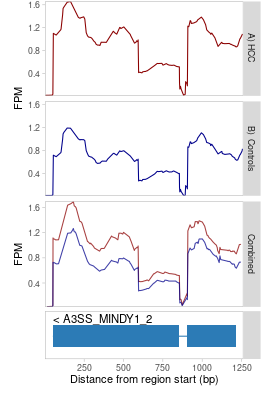 1.6
1.2
0.8
0.4
FPM
A) HCC
1.6
1.2
0.8
0.4
B) Controls
1.6
1.2
0.8
0.4
FPM
Combined
< A3SS_MINDY1_2
250 500 750 1000 1250
Distance from region start (bp)